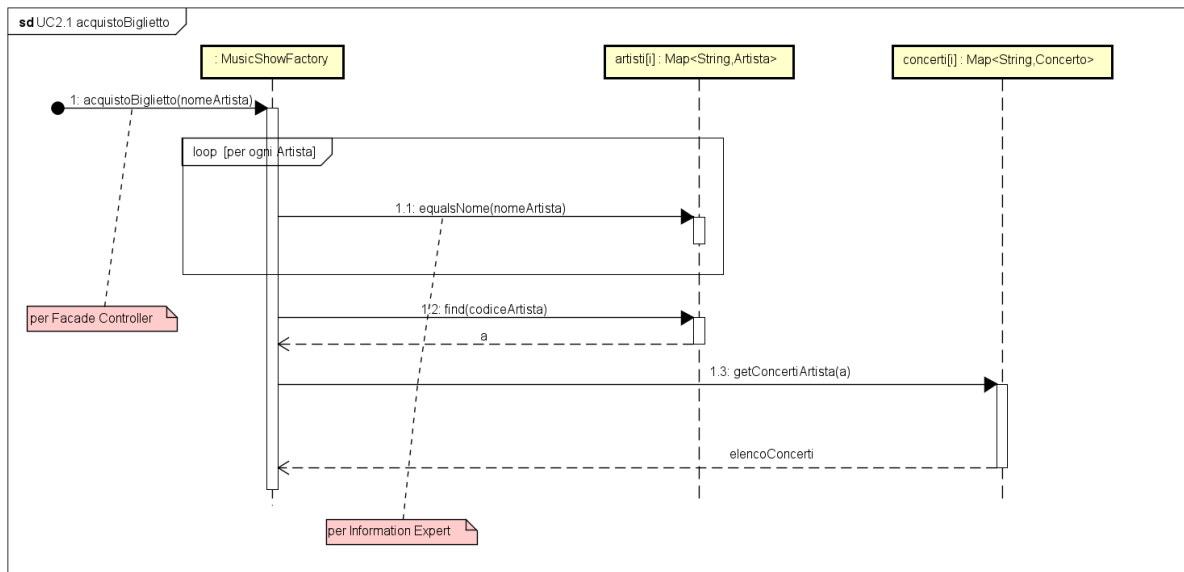 sd UC2.1 acquistoBiglietto
: MusicShowFactory
artisti[i] : Map<String,Artista>
concerti[i] : Map<String,Concerto>
1: acquistoBiglietto(nomeArtista)
loop [per ogni Artista]
1.1: equalsNome(nomeArtista)
per Facade Controller
1.2: find(codiceArtista)
a
1.3: getConcertiArtista(a)
elencoConcerti
per Information Expert